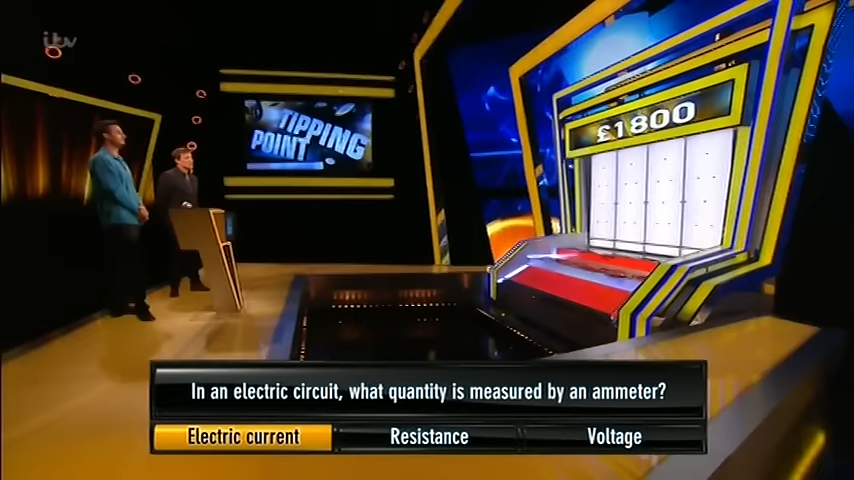 itv
TIPPING
POINT
£1800
In an electric circuit, what quantity is measured by an ammeter?
Electric current
Resistance
Voltage